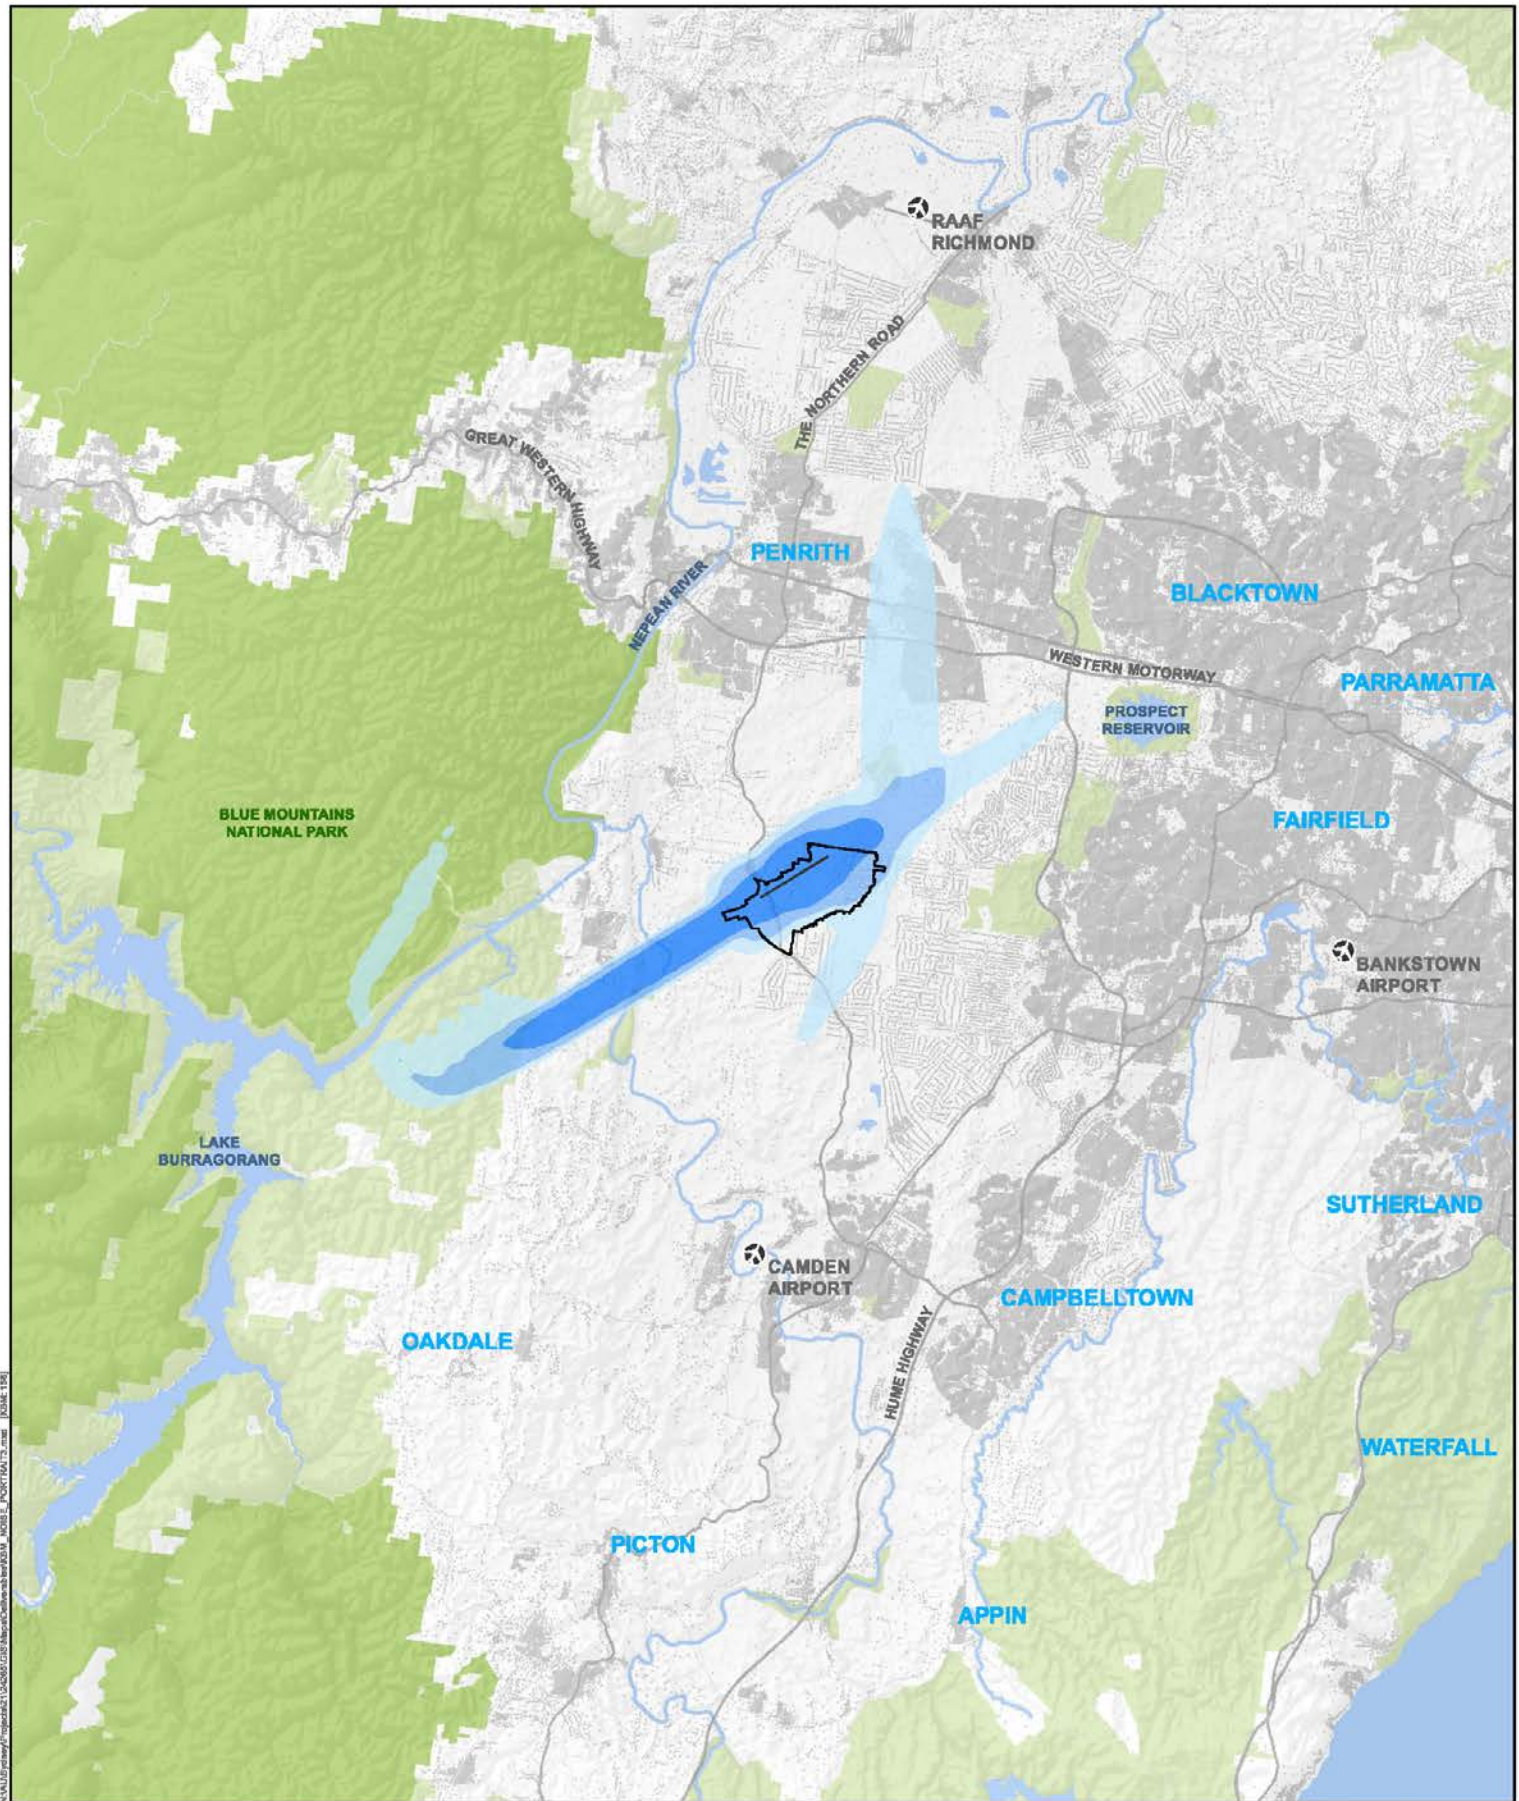 RAAF
RICHMOND
THE NORTHERN ROAD
GREAT WESTERN HIGHWAY
PENRITH
BLACKTOWN
NEPEAN RIVER
WESTERN MOTORWAY
PARRAMATTA
PROSPECT
RESERVOIR
BLUE MOUNTAINS
NATIONAL PARK
FAIRFIELD
BANKSTOWN
AIRPORT
LAKE
BURRAGORANG
SUTHERLAND
CAMDEN
AIRPORT
CAMPBELLTOWN
OAKDALE
HUME HIGHWAY
WATERFALL
PICTON
APPIN